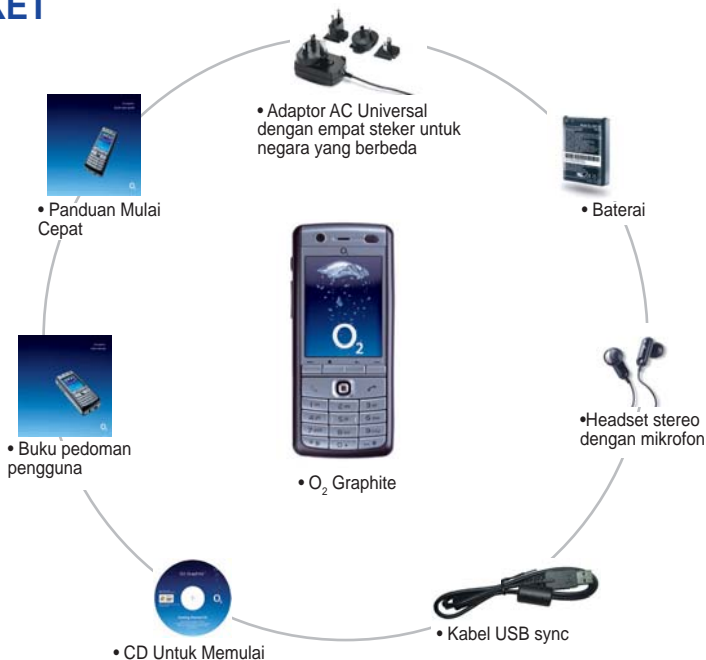 KET
• Adaptor AC Universal
dengan empat steker untuk
negara yang berbeda
• Panduan Mulai
Cepat
• Baterai
O₂
• Buku pedoman
pengguna
•Headset stereo
dengan mikrofon
• O₂ Graphite
• CD Untuk Memulai
• Kabel USB sync